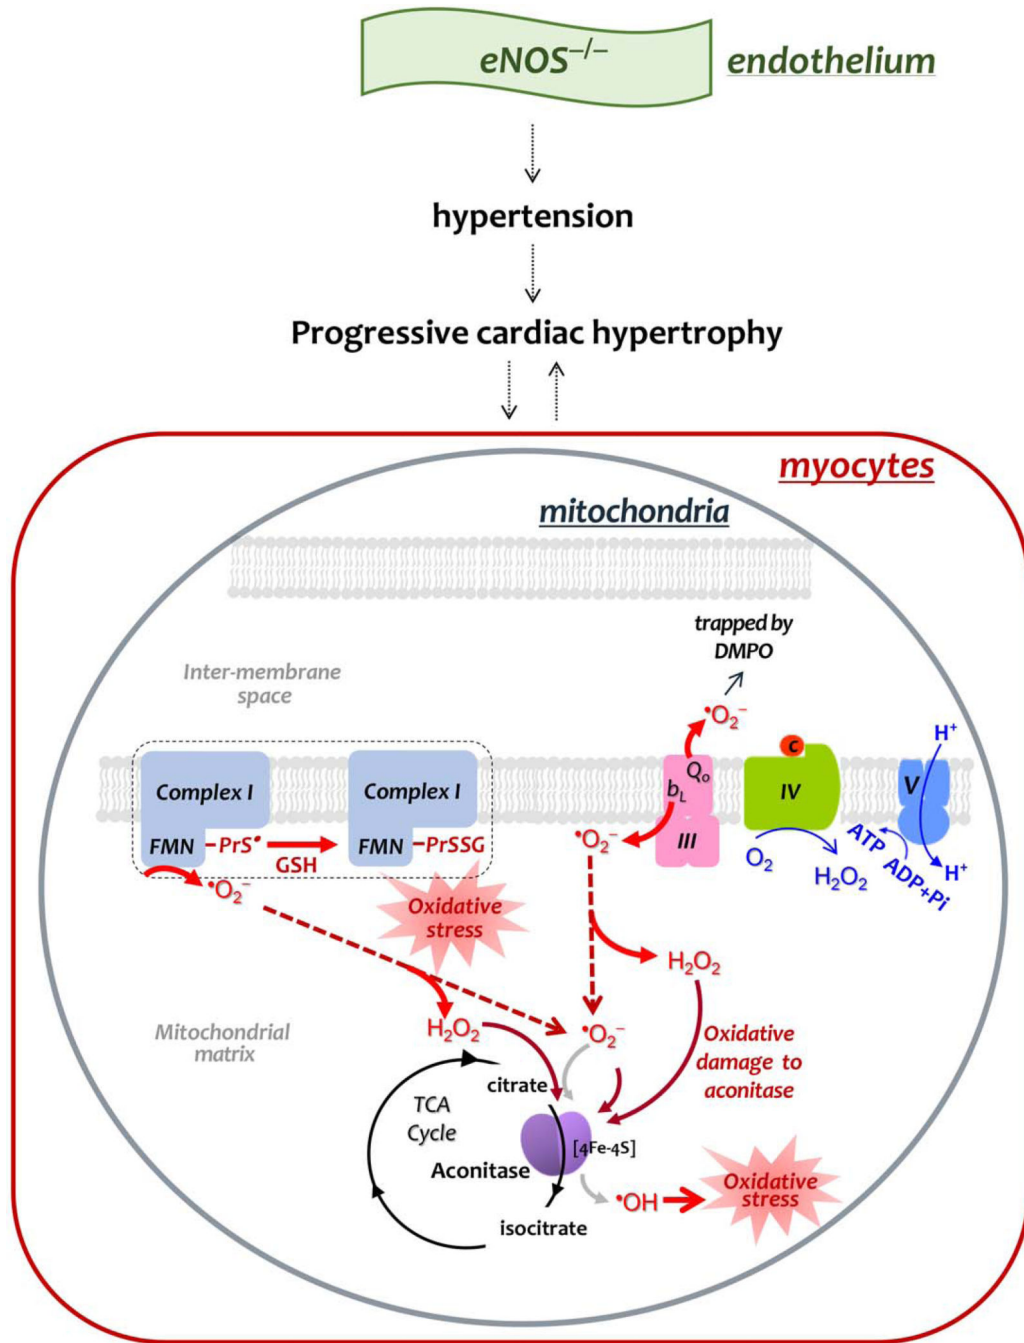 eNOS⁻/⁻
endothelium
hypertension
Progressive cardiac hypertrophy
myocytes
mitochondria
trapped by
DMPO
Inter-membrane
space
•O₂⁻
H⁺
c
Complex I
Complex I
Qₒ
b_L
IV
V
FMN
PrS•
GSH
FMN
PrSSG
•O₂⁻
III
O₂
H₂O₂
ATP
ADP+Pi
H⁺
•O₂⁻
Oxidative
stress
H₂O₂
Mitochondrial
matrix
H₂O₂
•O₂⁻
Oxidative
damage to
aconitase
citrate
TCA
Cycle
[4Fe-4S]
Aconitase
•OH
Oxidative
stress
isocitrate